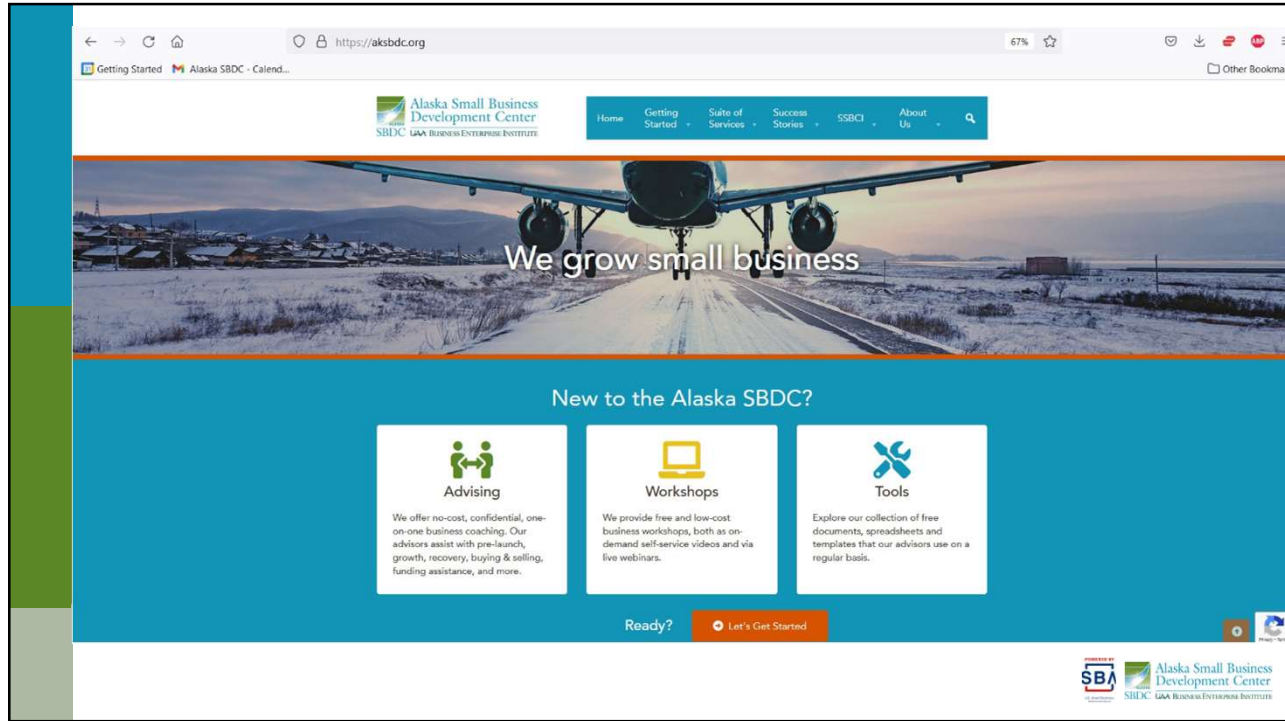 https://aksbdc.org
67%
ABP
Getting Started
Alaska SBDC - Calend...
Other Bookma
Alaska Small Business
Development Center
SBDC UAA BUSINESS ENTERPRISE INSTITUTE
Home
Getting
Started
Suite of
Services
Success
Stories
SSBCI
About
Us
We grow small business
New to the Alaska SBDC?
Advising
We offer no-cost, confidential, one-
on-one business coaching. Our
advisors assist with pre-launch,
growth, recovery, buying & selling,
funding assistance, and more.
Workshops
We provide free and low-cost
business workshops, both as on-
demand self-service videos and via
live webinars.
Tools
Explore our collection of free
documents, spreadsheets and
templates that our advisors use on a
regular basis.
Ready?
Let's Get Started
POWERED BY
SBA
Alaska Small Business
Development Center
SBDC UAA BUSINESS ENTERPRISE INSTITUTE